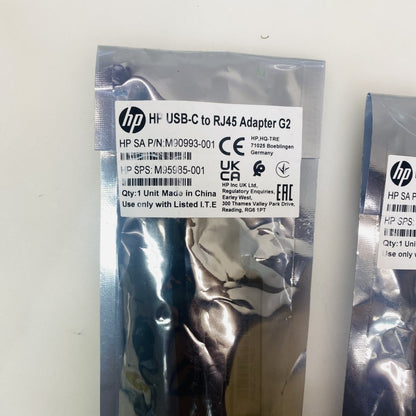 hp HP USB-C to RJ45 Adapter G2
HP SA P/N:M90993-001
HP SPS: M95985-001
Qty:1 Unit Made in China
Use only with Listed I.T.E
CE
HP,HQ-TRE
71025 Boeblingen
Germany
UK
CA
HP Inc UK Ltd,
Regulatory Enquiries,
Earley West,
300 Thames Valley Park Drive,
Reading, RG6 1PT
EAC
hp
HP SA P
HP SPS
Qty:1 Unit
Use only